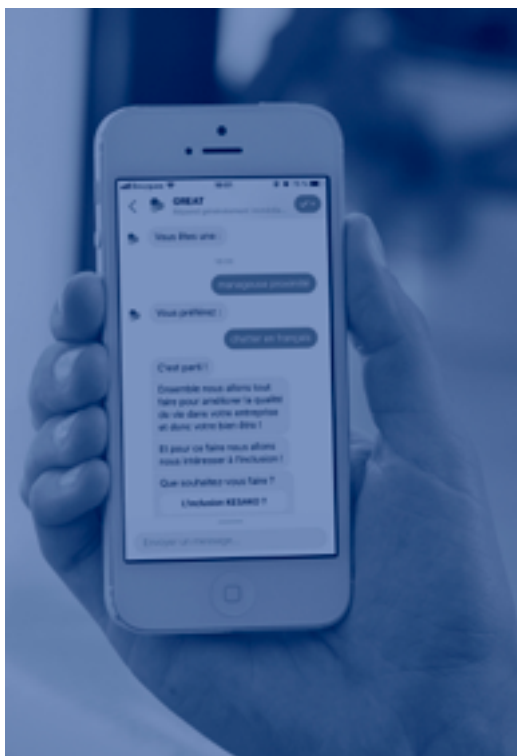 GREAT
Vous êtes une :
Vous préférez :
chatter en français
C'est parti !
Ensemble nous allons tout
faire pour améliorer la qualité
de vie dans votre entreprise
et donc votre bien être !
Et pour ce faire nous allons
nous intéresser à l'inclusion !
Que souhaitez-vous faire ?
L'inclusion KESAKO ?
Envoyer un message...